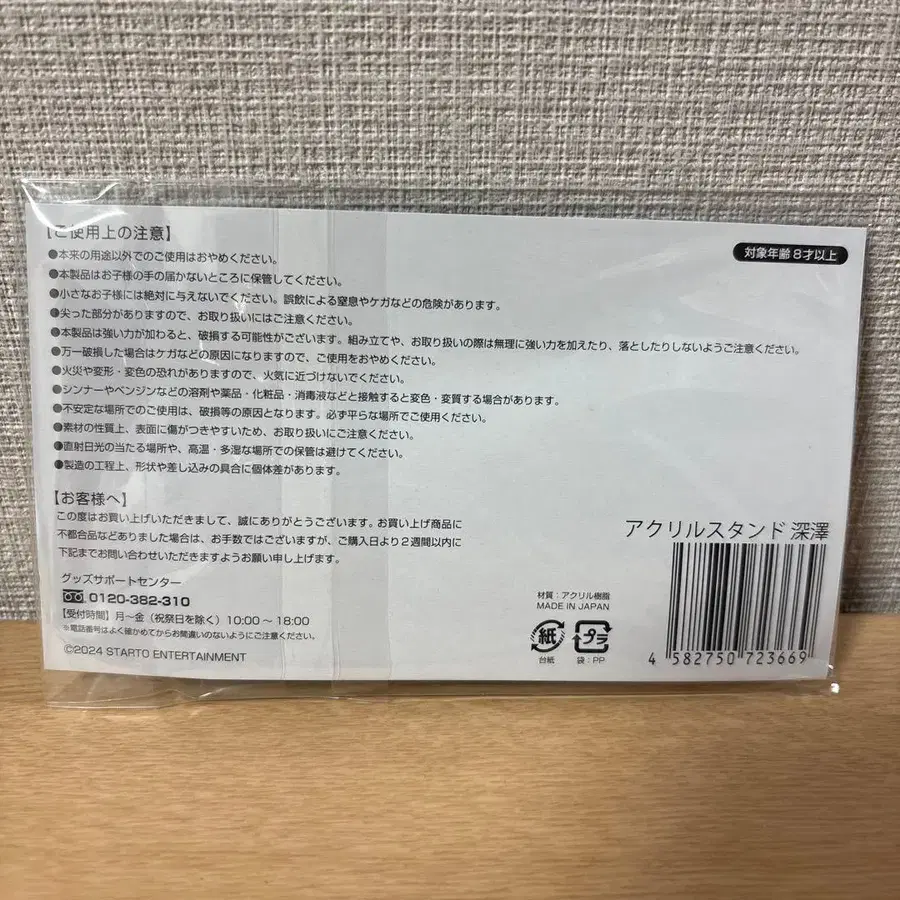 【ご使用上の注意】
対象年齢8才以上
●本来の用途以外でのご使用はおやめください。
●本製品はお子様の手の届かないところに保管してください。
●小さなお子様には絶対に与えないでください。誤飲による窒息やケガなどの危険があります。
●尖った部分がありますので、お取り扱いにはご注意ください。
●本製品は強い力が加わると、破損する可能性がございます。組み立てや、お取り扱いの際は無理に強い力を加えたり、落としたりしないようご注意ください。
●万一破損した場合はケガなどの原因になりますので、ご使用をおやめください。
●火災や変形・変色の恐れがありますので、火気に近づけないでください。
●シンナーやベンジンなどの溶剤や薬品・化粧品・消毒液などと接触すると変色・変質する場合があります。
●不安定な場所でのご使用は、破損等の原因となります。必ず平らな場所でご使用ください。
●素材の性質上、表面に傷がつきやすいため、お取り扱いにご注意ください。
●直射日光の当たる場所や、高温・多湿な場所での保管は避けてください。
●製造の工程上、形状や差し込みの具合に個体差があります。
【お客様へ】
この度はお買い上げいただきまして、誠にありがとうございます。お買い上げ商品に
不都合品などありました場合は、お手数ではございますが、ご購入日より2週間以内に
下記までお問い合わせいただきますようお願い申し上げます。
グッズサポートセンター
0120-382-310
【受付時間】月〜金（祝祭日を除く）10:00〜18:00
※電話番号はよく確かめてからお間違いのないようにご注意ください。
©2024 STARTO ENTERTAINMENT
アクリルスタンド 深澤
材質：アクリル樹脂
MADE IN JAPAN
紙
台紙
プラ
袋：PP
4 582750 723669